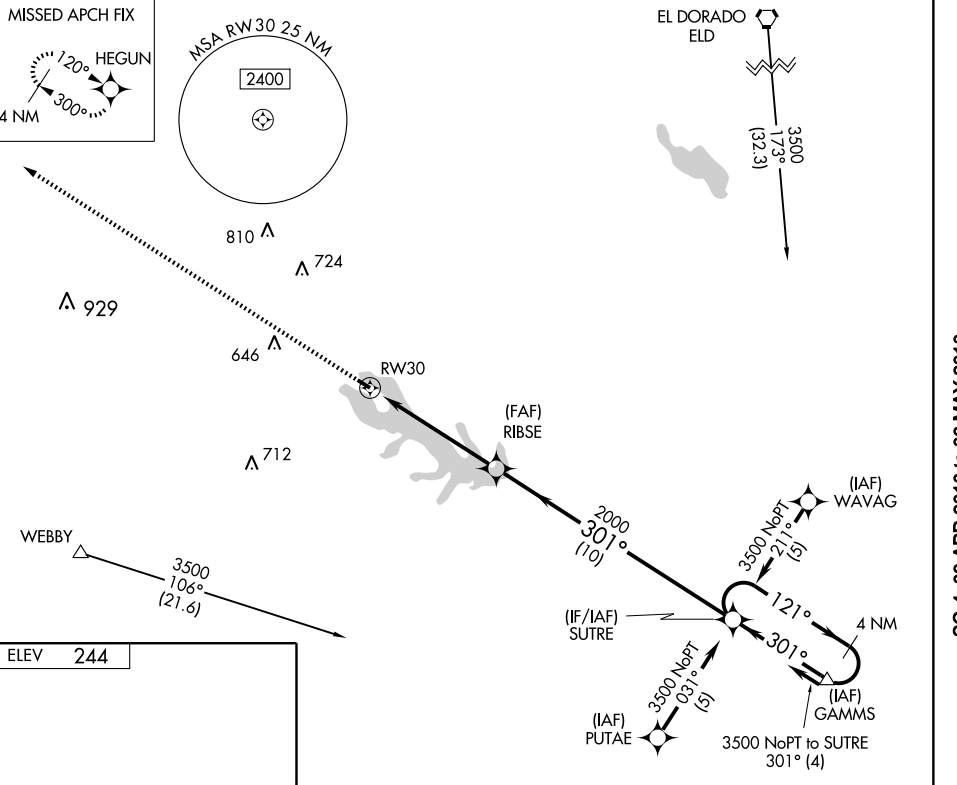 MISSED APCH FIX
HEGUN
120°
300°
4 NM
MSA RW30 25 NM
2400
EL DORADO
ELD
3500
173°
(32.3)
810
724
929
646
RW30
(FAF)
RIBSE
712
2000
301°
(10)
(IAF)
WAVAG
3500 NoPT
211°
(5)
WEBBY
3500
106°
(21.6)
121°
4 NM
(IF/IAF)
SUTRE
301°
(IAF)
GAMMS
3500 NoPT
031°
(5)
(IAF)
PUTAE
3500 NoPT to SUTRE
301° (4)
ELEV 244